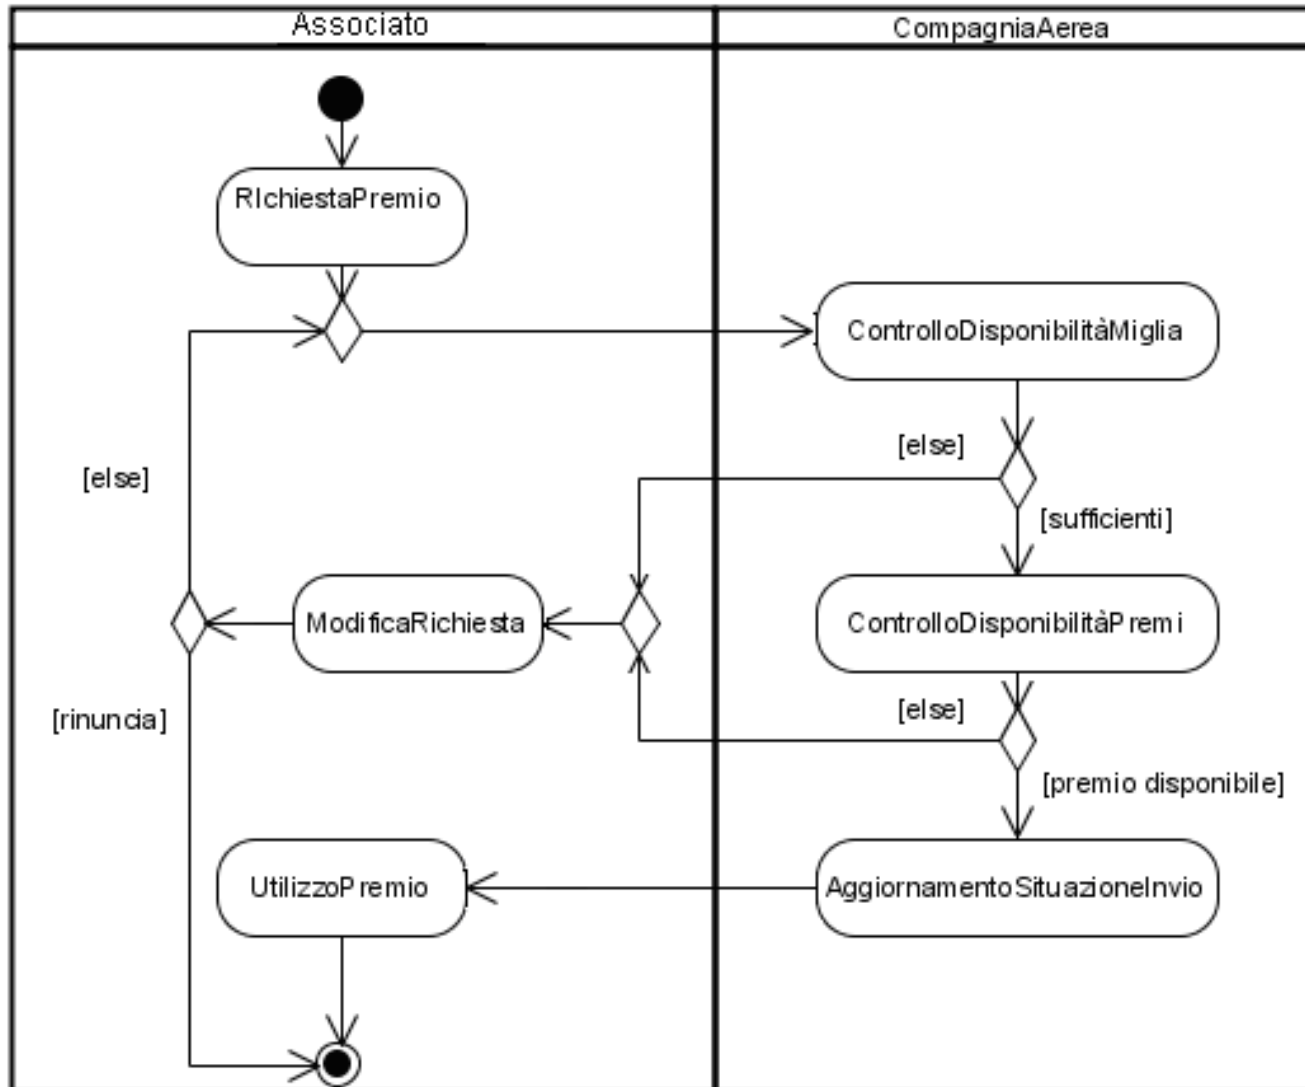 Associato
CompagniaAerea
RIchiestaPremio
ControlloDisponibilitàMiglia
[else]
[else]
[sufficienti]
ModificaRichiesta
ControlloDisponibilitàPremi
[rinuncia]
[else]
[premio disponibile]
UtilizzoPremio
AggiornamentoSituazioneInvio